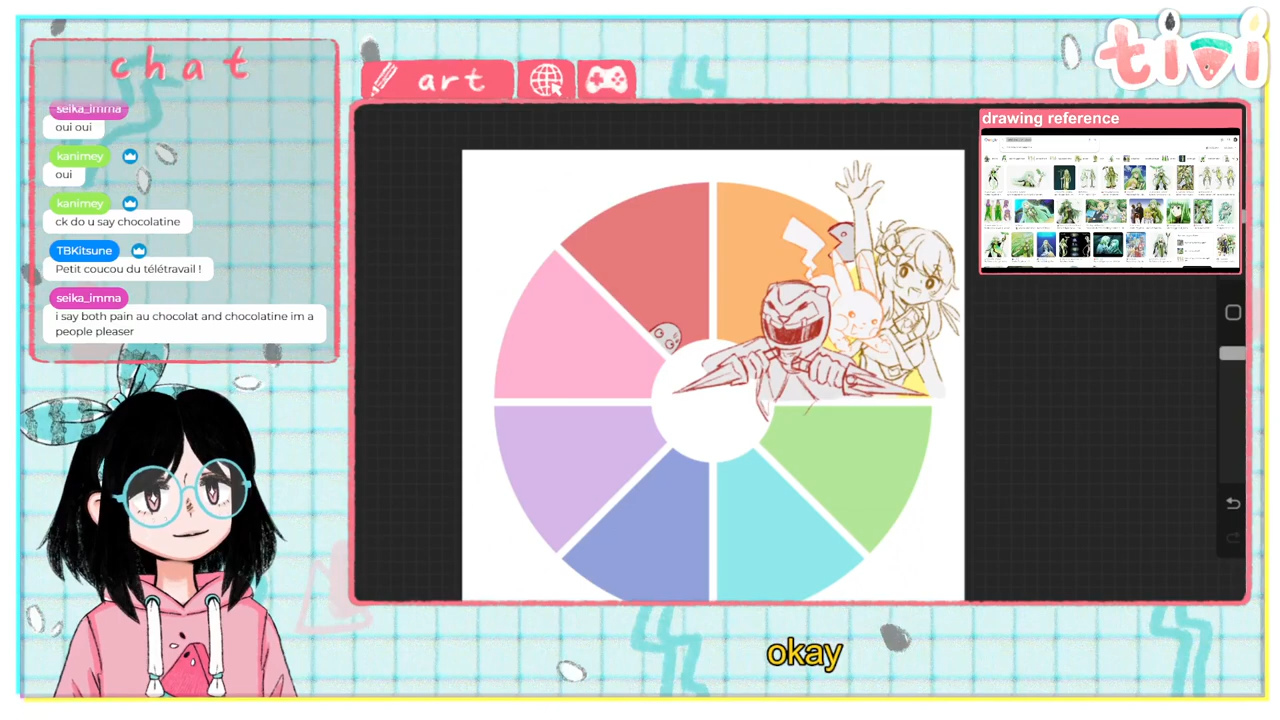 chat
seika_imma
oui oui
kanimey
oui
kanimey
ck do u say chocolatine
TBKitsune
Petit coucou du télétravail !
seika_imma
i say both pain au chocolat and chocolatine im a
people pleaser
art
tivi
drawing reference
okay